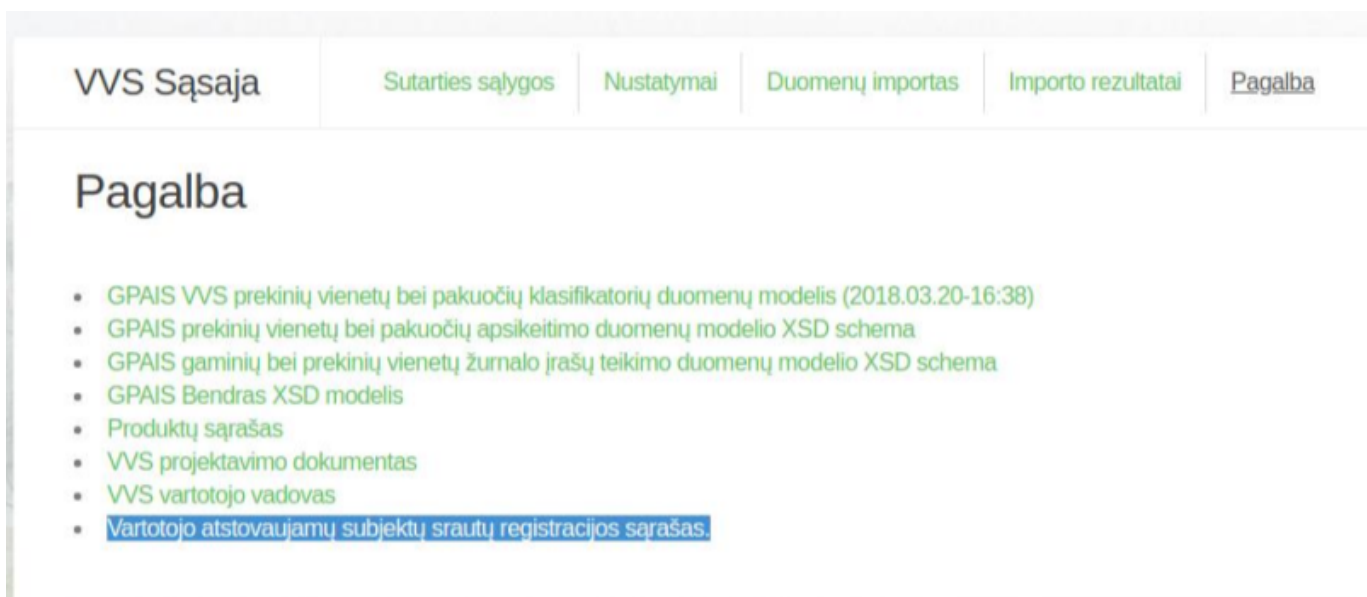 VVS Sąsaja Sutarties sąlygos Nustatymai Duomenų importas Importo rezultatai Pagalba
Pagalba
GPAIS VVS prekinių vienetų bei pakuočių klasifikatorių duomenų modelis (2018.03.20-16:38)
GPAIS prekinių vienetų bei pakuočių apsikeitimo duomenų modelio XSD schema
GPAIS gaminių bei prekinių vienetų žurnalo įrašų teikimo duomenų modelio XSD schema
GPAIS Bendras XSD modelis
Produktų sąrašas
VVS projektavimo dokumentas
VVS vartotojo vadovas
Vartotojo atstovaujamų subjektų srautų registracijos sąrašas.